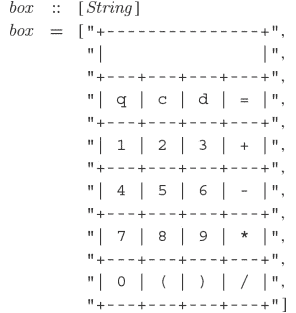 box :: [String]
box = ["+---------------+",
"|               |",
"+---+---+---+---+",
"| q | c | d | = |",
"+---+---+---+---+",
"| 1 | 2 | 3 | + |",
"+---+---+---+---+",
"| 4 | 5 | 6 | - |",
"+---+---+---+---+",
"| 7 | 8 | 9 | * |",
"+---+---+---+---+",
"| 0 | ( | ) | / |",
"+---+---+---+---+"]